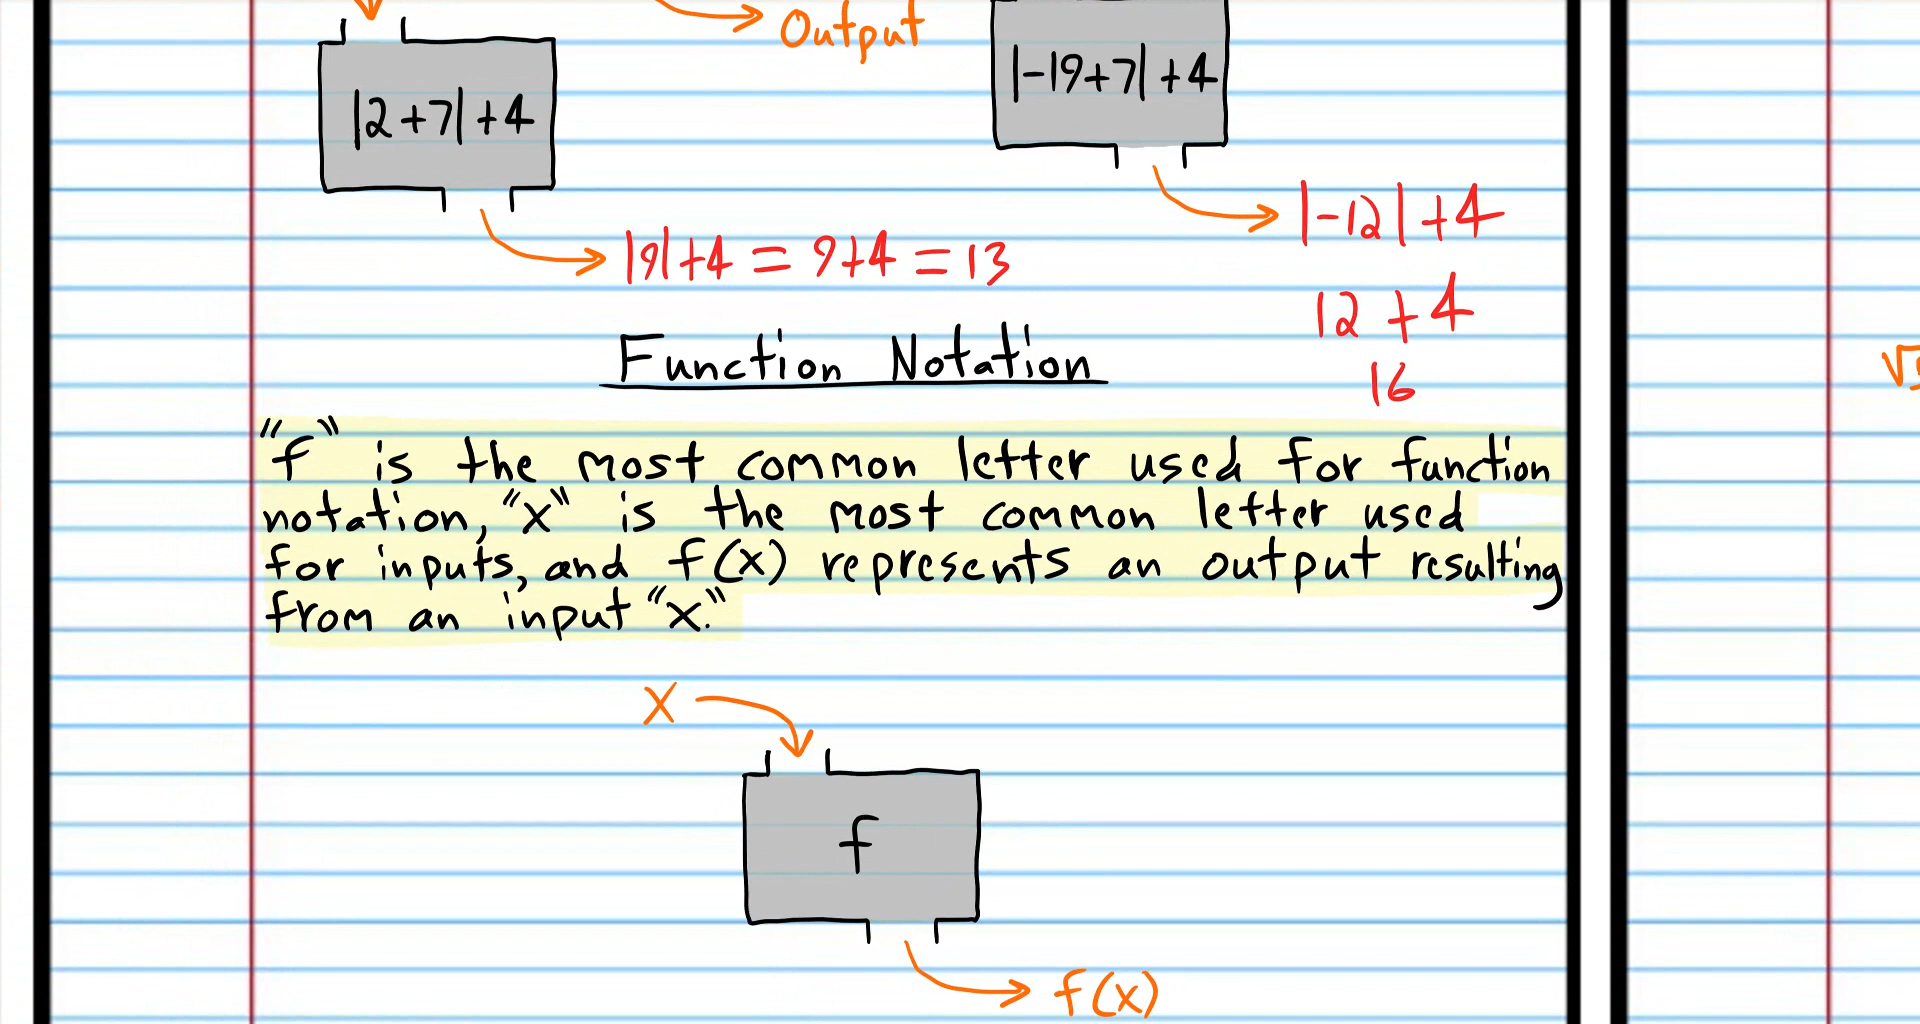 Output
|2+7|+4
|-19+7|+4
|9|+4 = 9+4 = 13
|-12|+4
12 + 4
16
Function Notation
"f" is the most common letter used for function
notation, "x" is the most common letter used
for inputs, and f(x) represents an output resulting
from an input "x."
x
f
f(x)